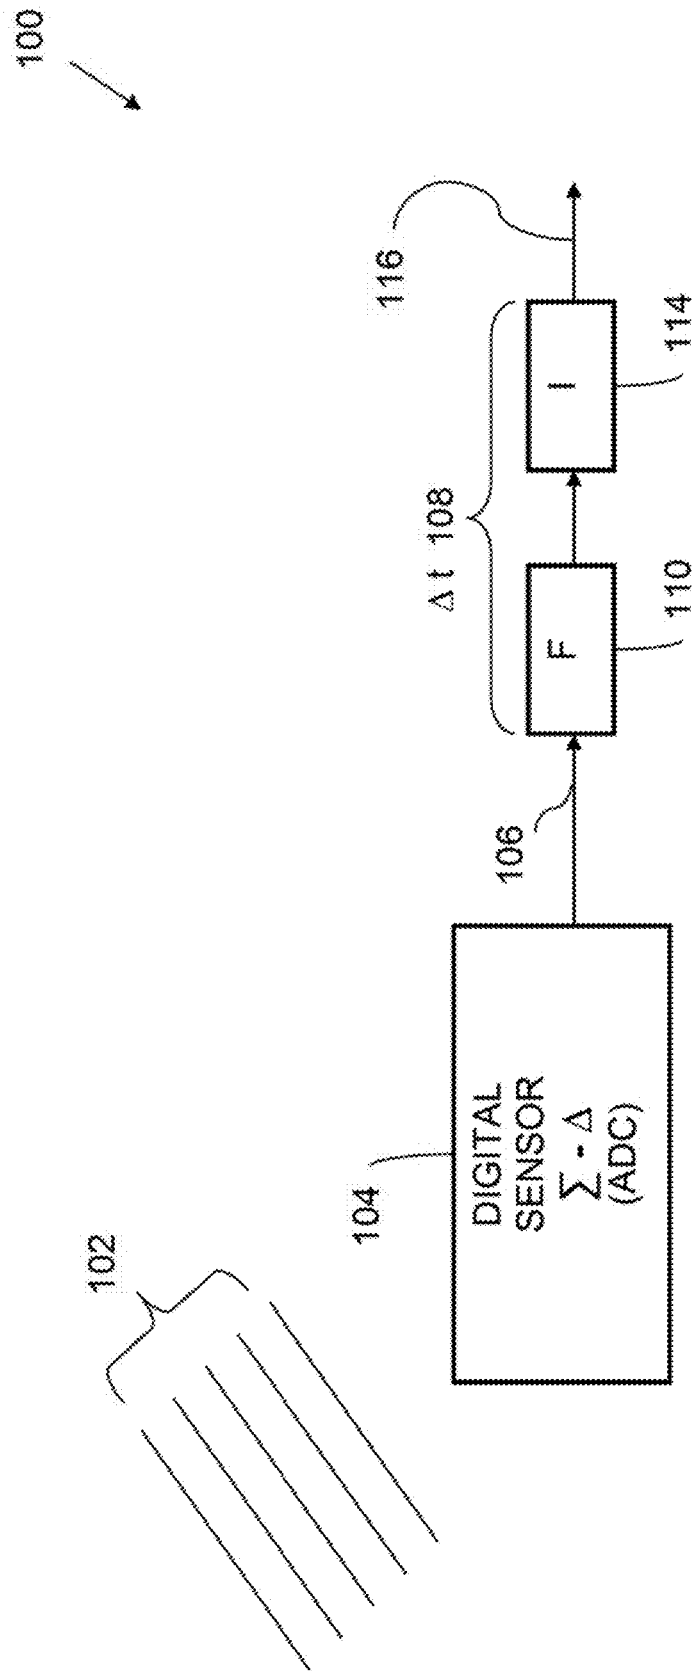 100
102
104
DIGITAL
SENSOR
Σ - Δ
(ADC)
106
Δ t 108
F
110
I
114
116